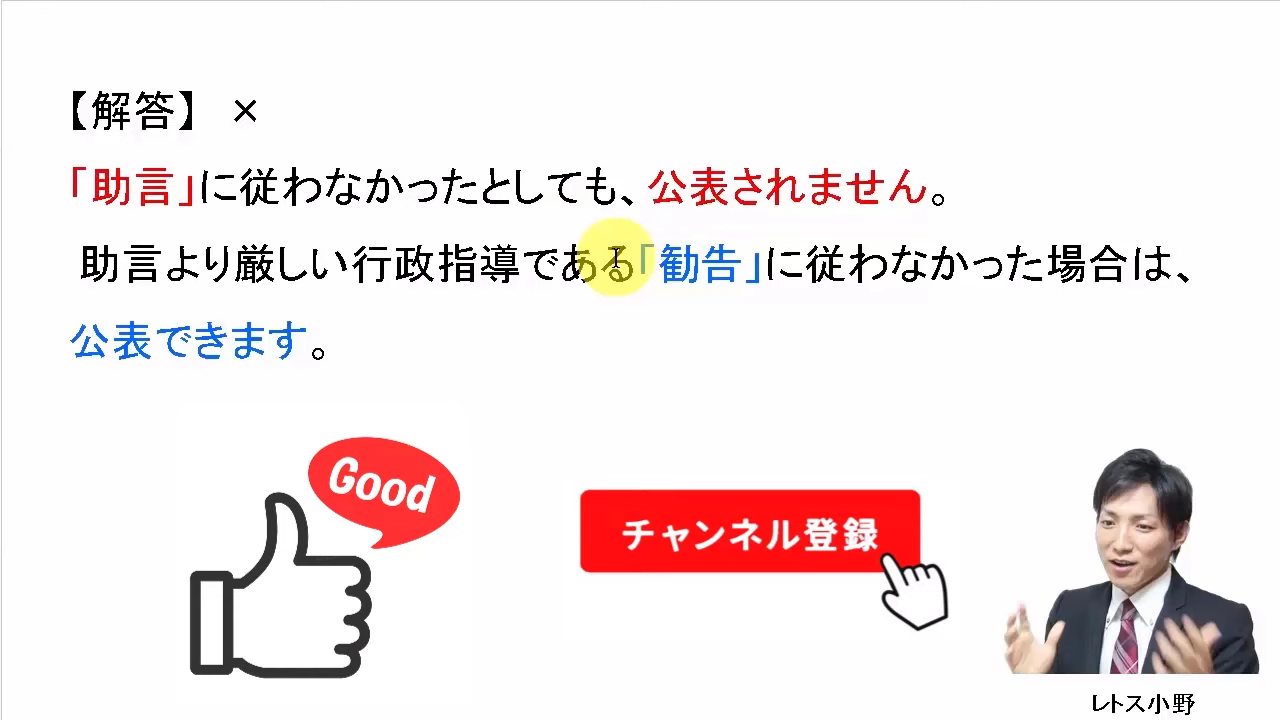 【解答】 ×
「助言」に従わなかったとしても、公表されません。
助言より厳しい行政指導である「勧告」に従わなかった場合は、
公表できます。
Good
チャンネル登録
レトス小野